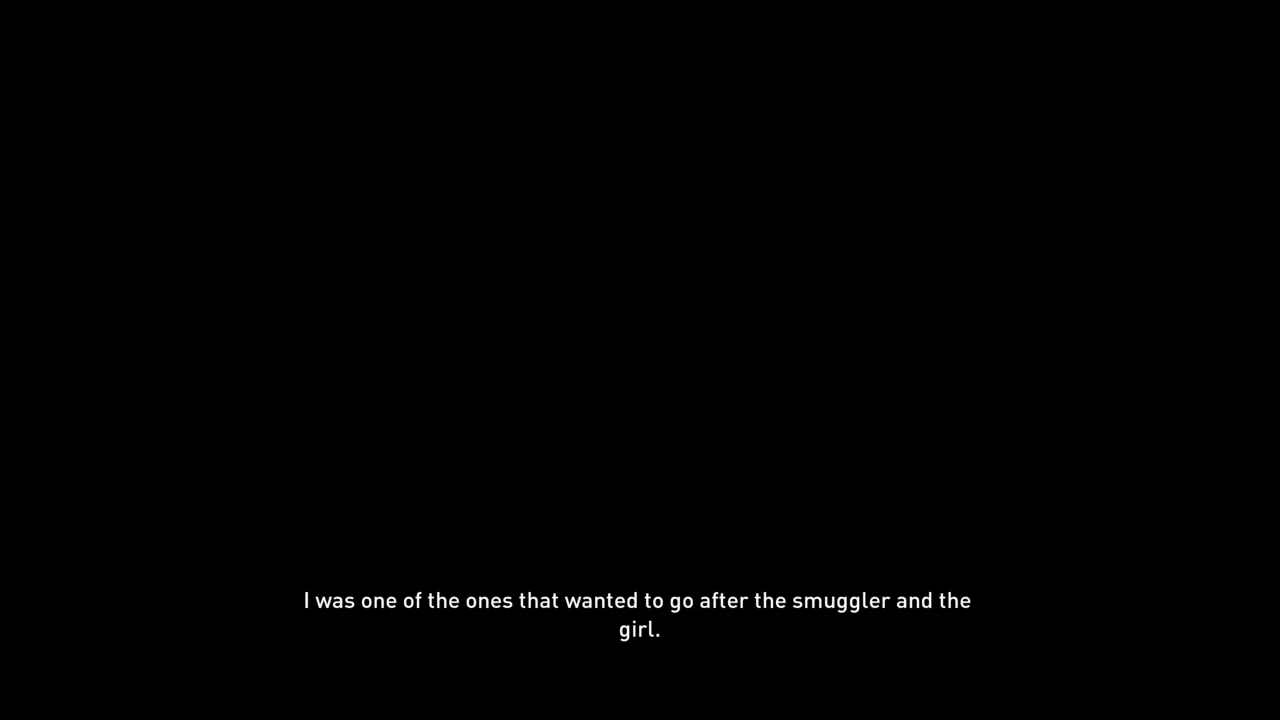 I was one of the ones that wanted to go after the smuggler and the
girl.